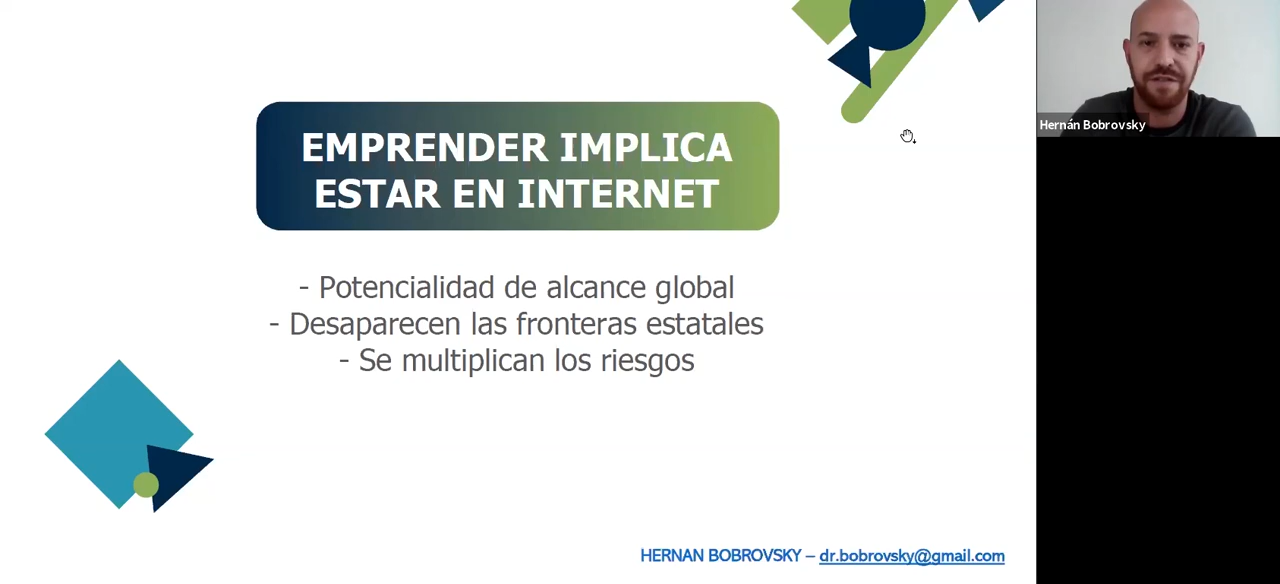 EMPRENDER IMPLICA
ESTAR EN INTERNET
- Potencialidad de alcance global
- Desaparecen las fronteras estatales
- Se multiplican los riesgos
HERNAN BOBROVSKY – dr.bobrovsky@gmail.com
Hernán Bobrovsky